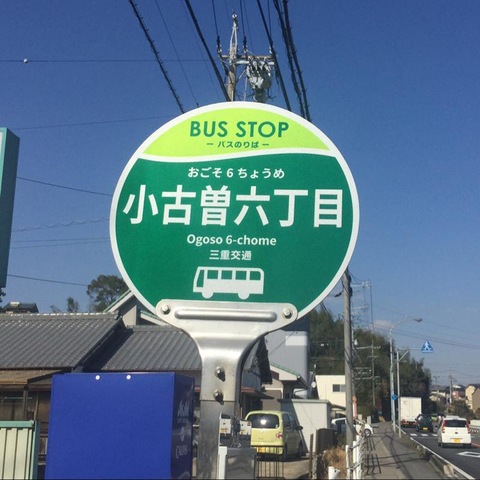 BUS STOP
ー バスのりば ー
おごそ6ちょうめ
小古曽六丁目
Ogoso 6-chome
三重交通